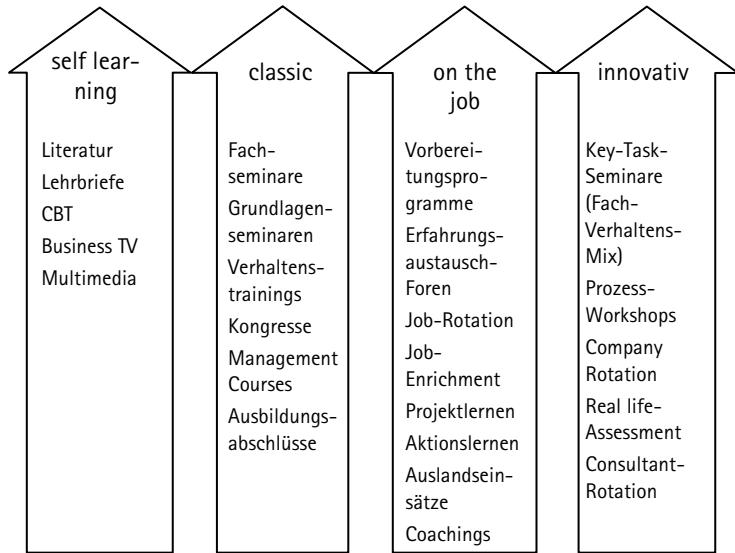 self lear-
ning
Literatur
Lehrbriefe
CBT
Business TV
Multimedia
classic
Fach-
seminare
Grundlagen-
seminaren
Verhaltens-
trainings
Kongresse
Management
Courses
Ausbildungs-
abschlüsse
on the
job
Vorberei-
tungspro-
gramme
Erfahrungs-
austausch-
Foren
Job-Rotation
Job-
Enrichment
Projektlernen
Aktionslernen
Auslandsein-
sätze
Coachings
innovativ
Key-Task-
Seminare
(Fach-
Verhaltens-
Mix)
Prozess-
Workshops
Company
Rotation
Real life-
Assessment
Consultant-
Rotation